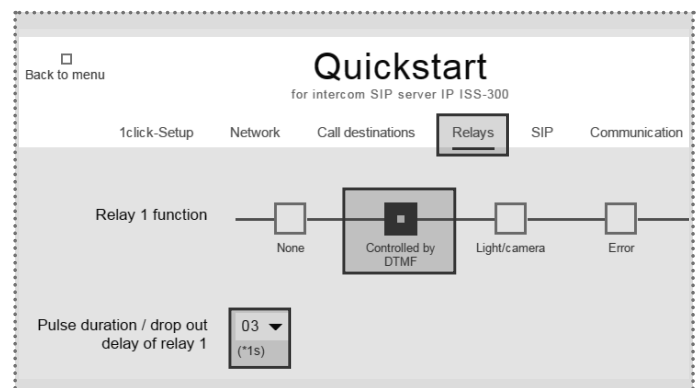 Quickstart
Back to menu
for intercom SIP server IP ISS-300
1click-Setup Network Call destinations Relays SIP Communication
Relay 1 function
None Controlled by DTMF Light/camera Error
Pulse duration / drop out
delay of relay 1
03
(*1s)